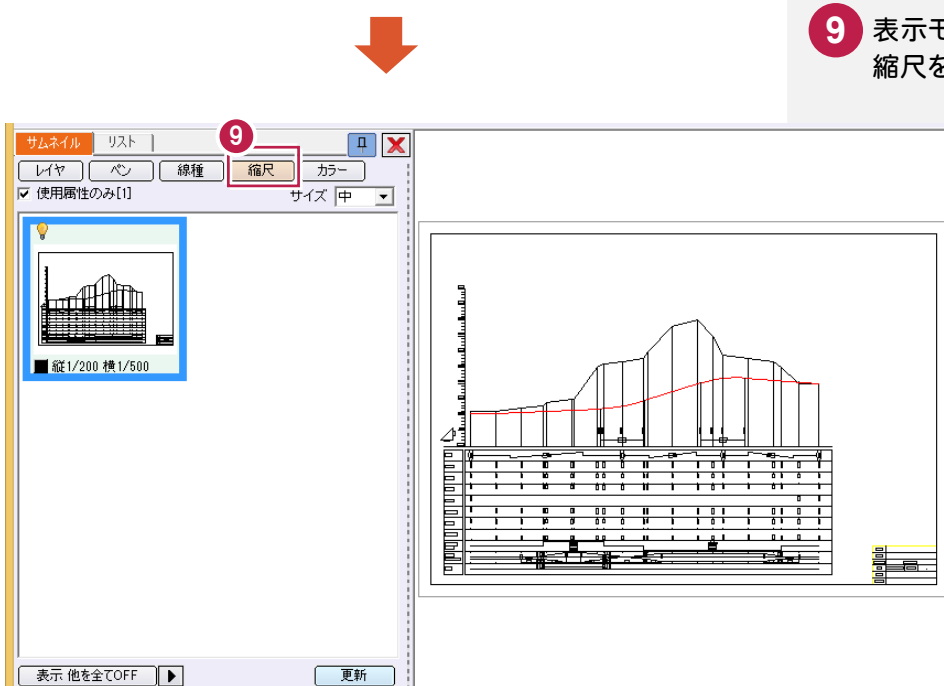 9 表示モ
縮尺を
サムネイル リスト
9
レイヤ ペン 線種 縮尺 カラー
使用属性のみ[1] サイズ 中
縦1/200 横1/500
表示 他を全てOFF 更新